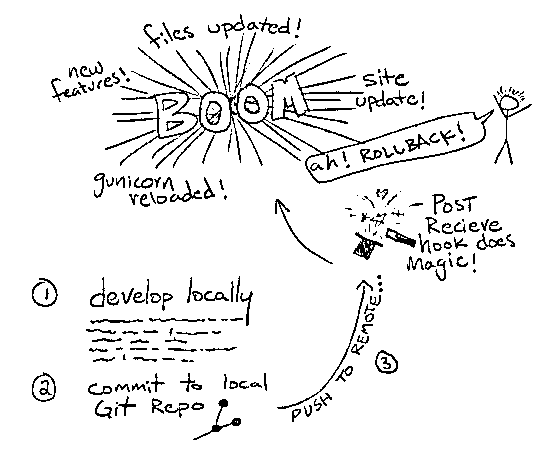 files updated!
new
features!
BOOM
site
update!
ah! ROLLBACK!
gunicorn
reloaded!
POST
Recieve
hook does
Magic!
1 develop locally
2 commit to local
Git Repo
PUSH TO REMOTE...
3